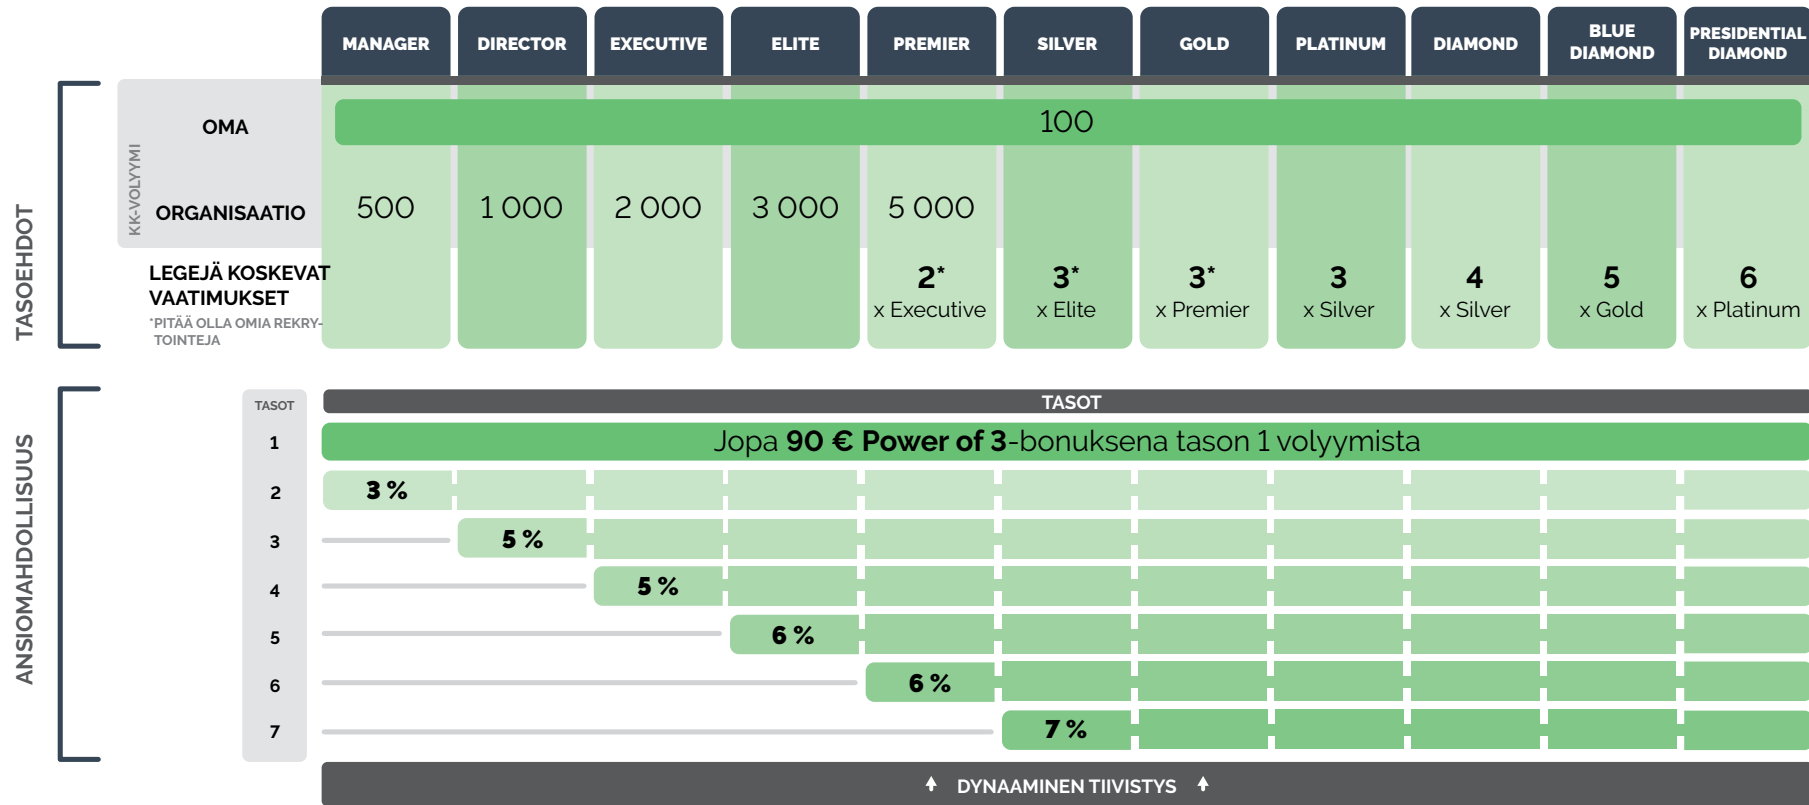 MANAGER
DIRECTOR
EXECUTIVE
ELITE
PREMIER
SILVER
GOLD
PLATINUM
DIAMOND
BLUE
DIAMOND
PRESIDENTIAL
DIAMOND
TASOEHDOT
KK-VOLYYMI
OMA
100
ORGANISAATIO
500
1 000
2 000
3 000
5 000
LEGEJÄ KOSKEVAT
VAATIMUKSET
*PITÄÄ OLLA OMIA REKRY-
TOINTEJA
2*
x Executive
3*
x Elite
3*
x Premier
3
x Silver
4
x Silver
5
x Gold
6
x Platinum
ANSIOMAHDOLLISUUS
TASOT
TASOT
1
Jopa 90 € Power of 3-bonuksena tason 1 volyymista
2
3 %
3
5 %
4
5 %
5
6 %
6
6 %
7
7 %
DYNAAMINEN TIIVISTYS